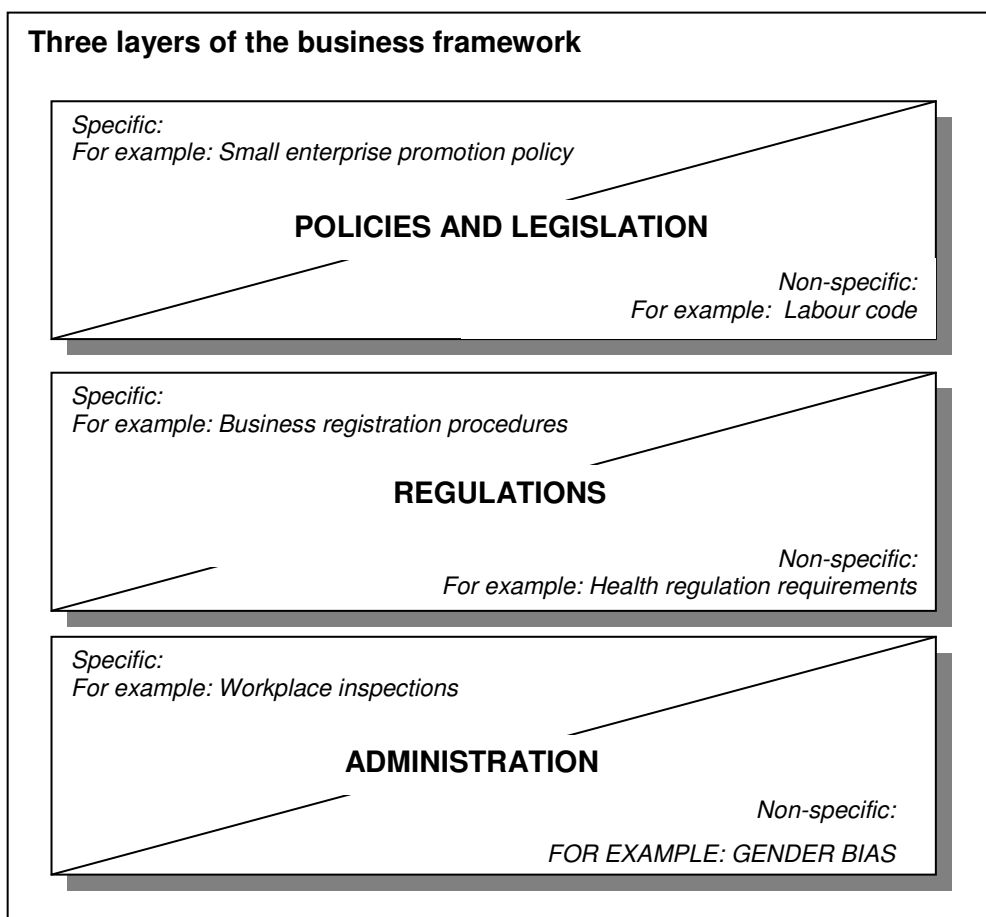 Three layers of the business framework
Specific:
For example: Small enterprise promotion policy
POLICIES AND LEGISLATION
Non-specific:
For example:  Labour code
Specific:
For example: Business registration procedures
REGULATIONS
Non-specific:
For example: Health regulation requirements
Specific:
For example: Workplace inspections
ADMINISTRATION
Non-specific:
FOR EXAMPLE: GENDER BIAS